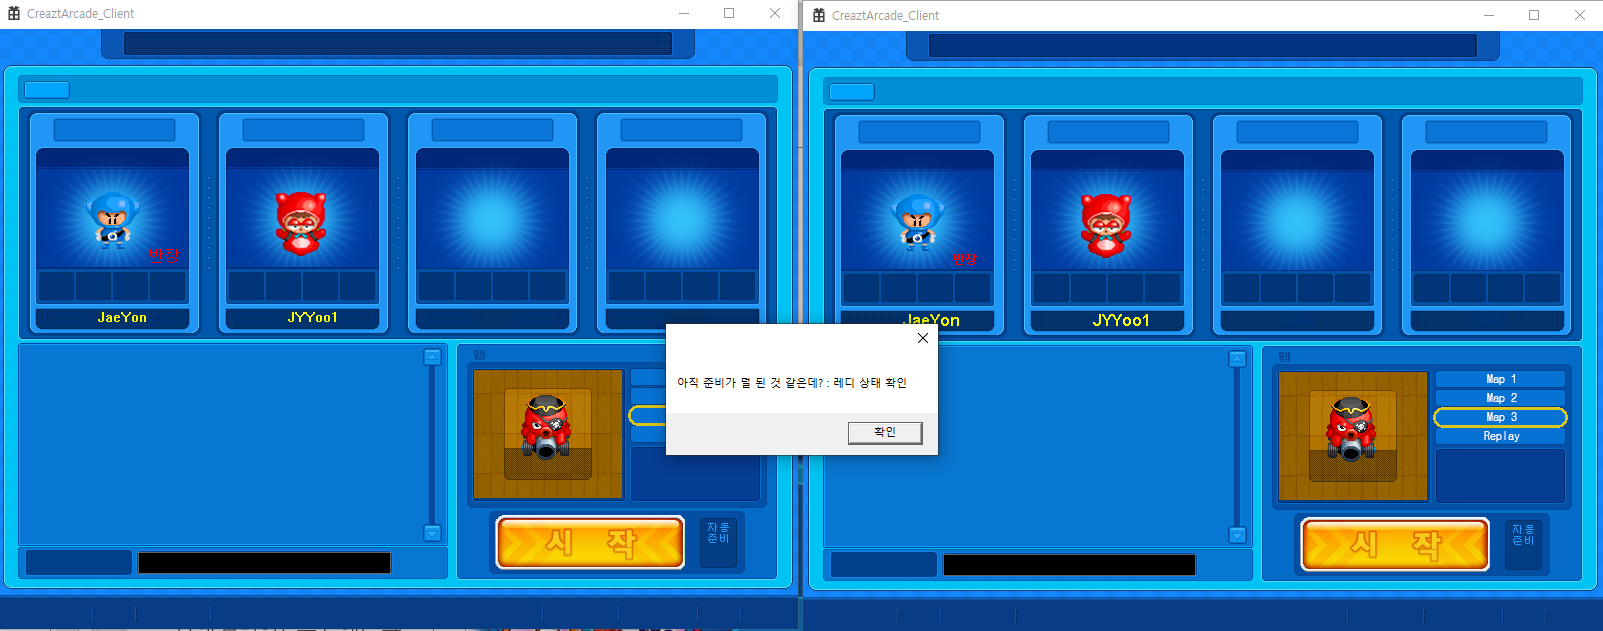 CreaztArcade_Client
CreaztArcade_Client
반장
JaeYon
JYYoo1
반장
JaeYon
JYYoo1
맵
시 작
자동
준비
아직 준비가 덜 된 것 같은데? : 레디 상태 확인
확인
맵
Map 1
Map 2
Map 3
Replay
시 작
자동
준비